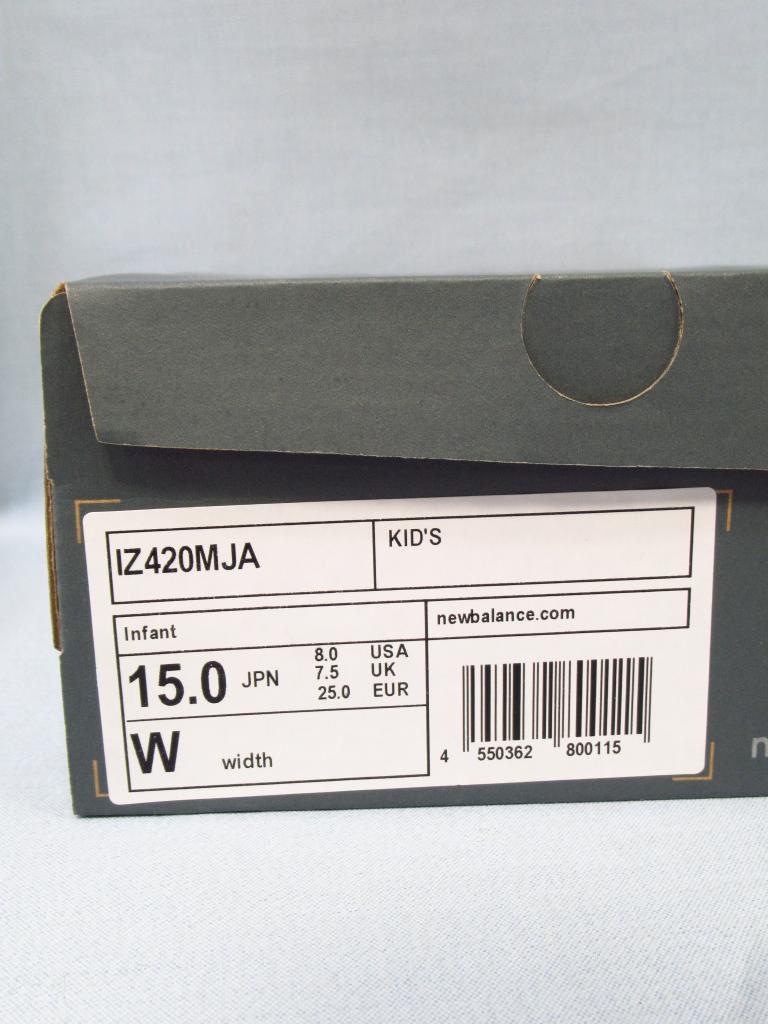 IZ420MJA
KID'S
Infant
newbalance.com
15.0 JPN
8.0 USA
7.5 UK
25.0 EUR
W width
4 550362 800115
n